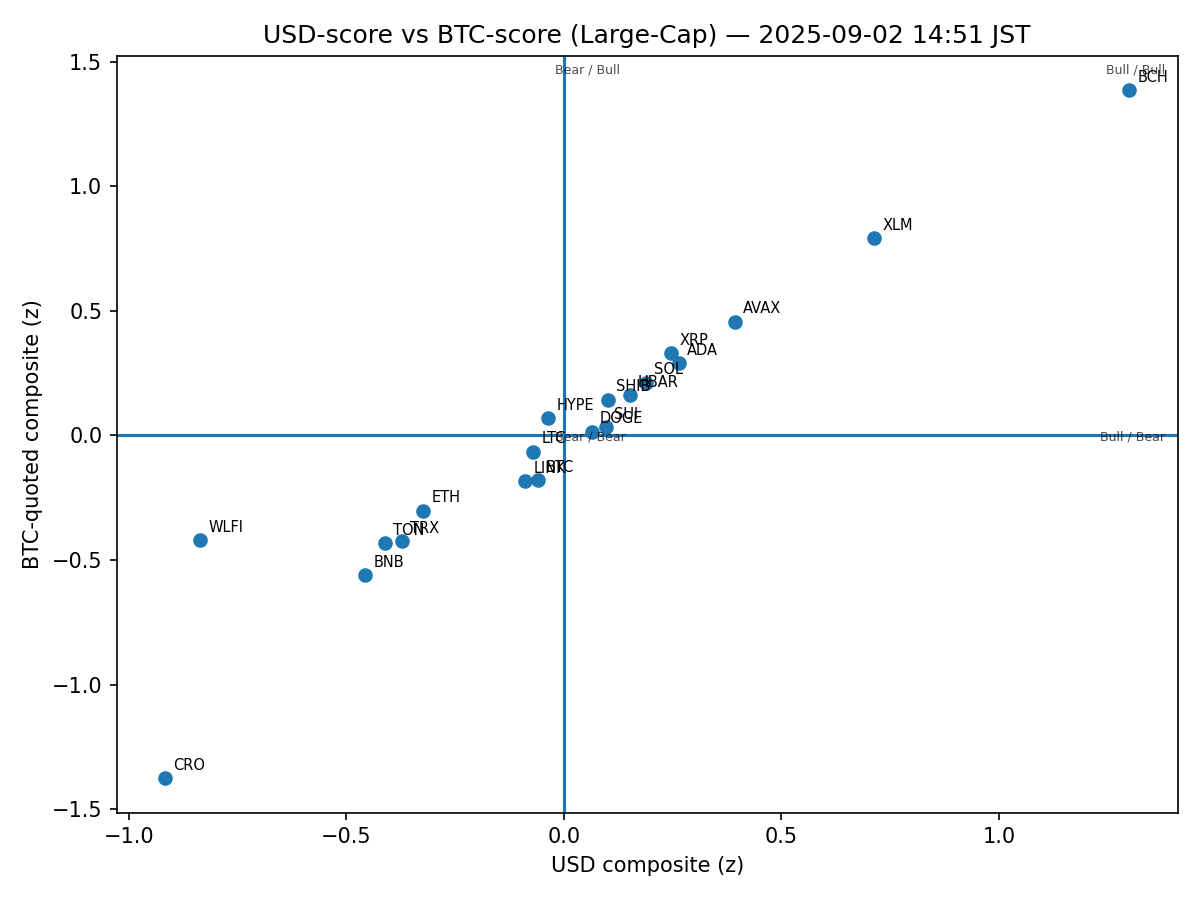 USD-score vs BTC-score (Large-Cap) — 2025-09-02 14:51 JST
1.5
Bear / Bull
Bull / Bull
BCH
1.0
XLM
0.5
AVAX
XRP
ADA
SOL
HBAR
SHIB
HYPE
SUI
DOGE
0.0
LTC
Bear / Bear
Bull / Bear
LINK
BTC
ETH
WLFI
TON
TRX
−0.5
BNB
−1.0
CRO
−1.5
−1.0
−0.5
0.0
0.5
1.0
USD composite (z)
BTC-quoted composite (z)